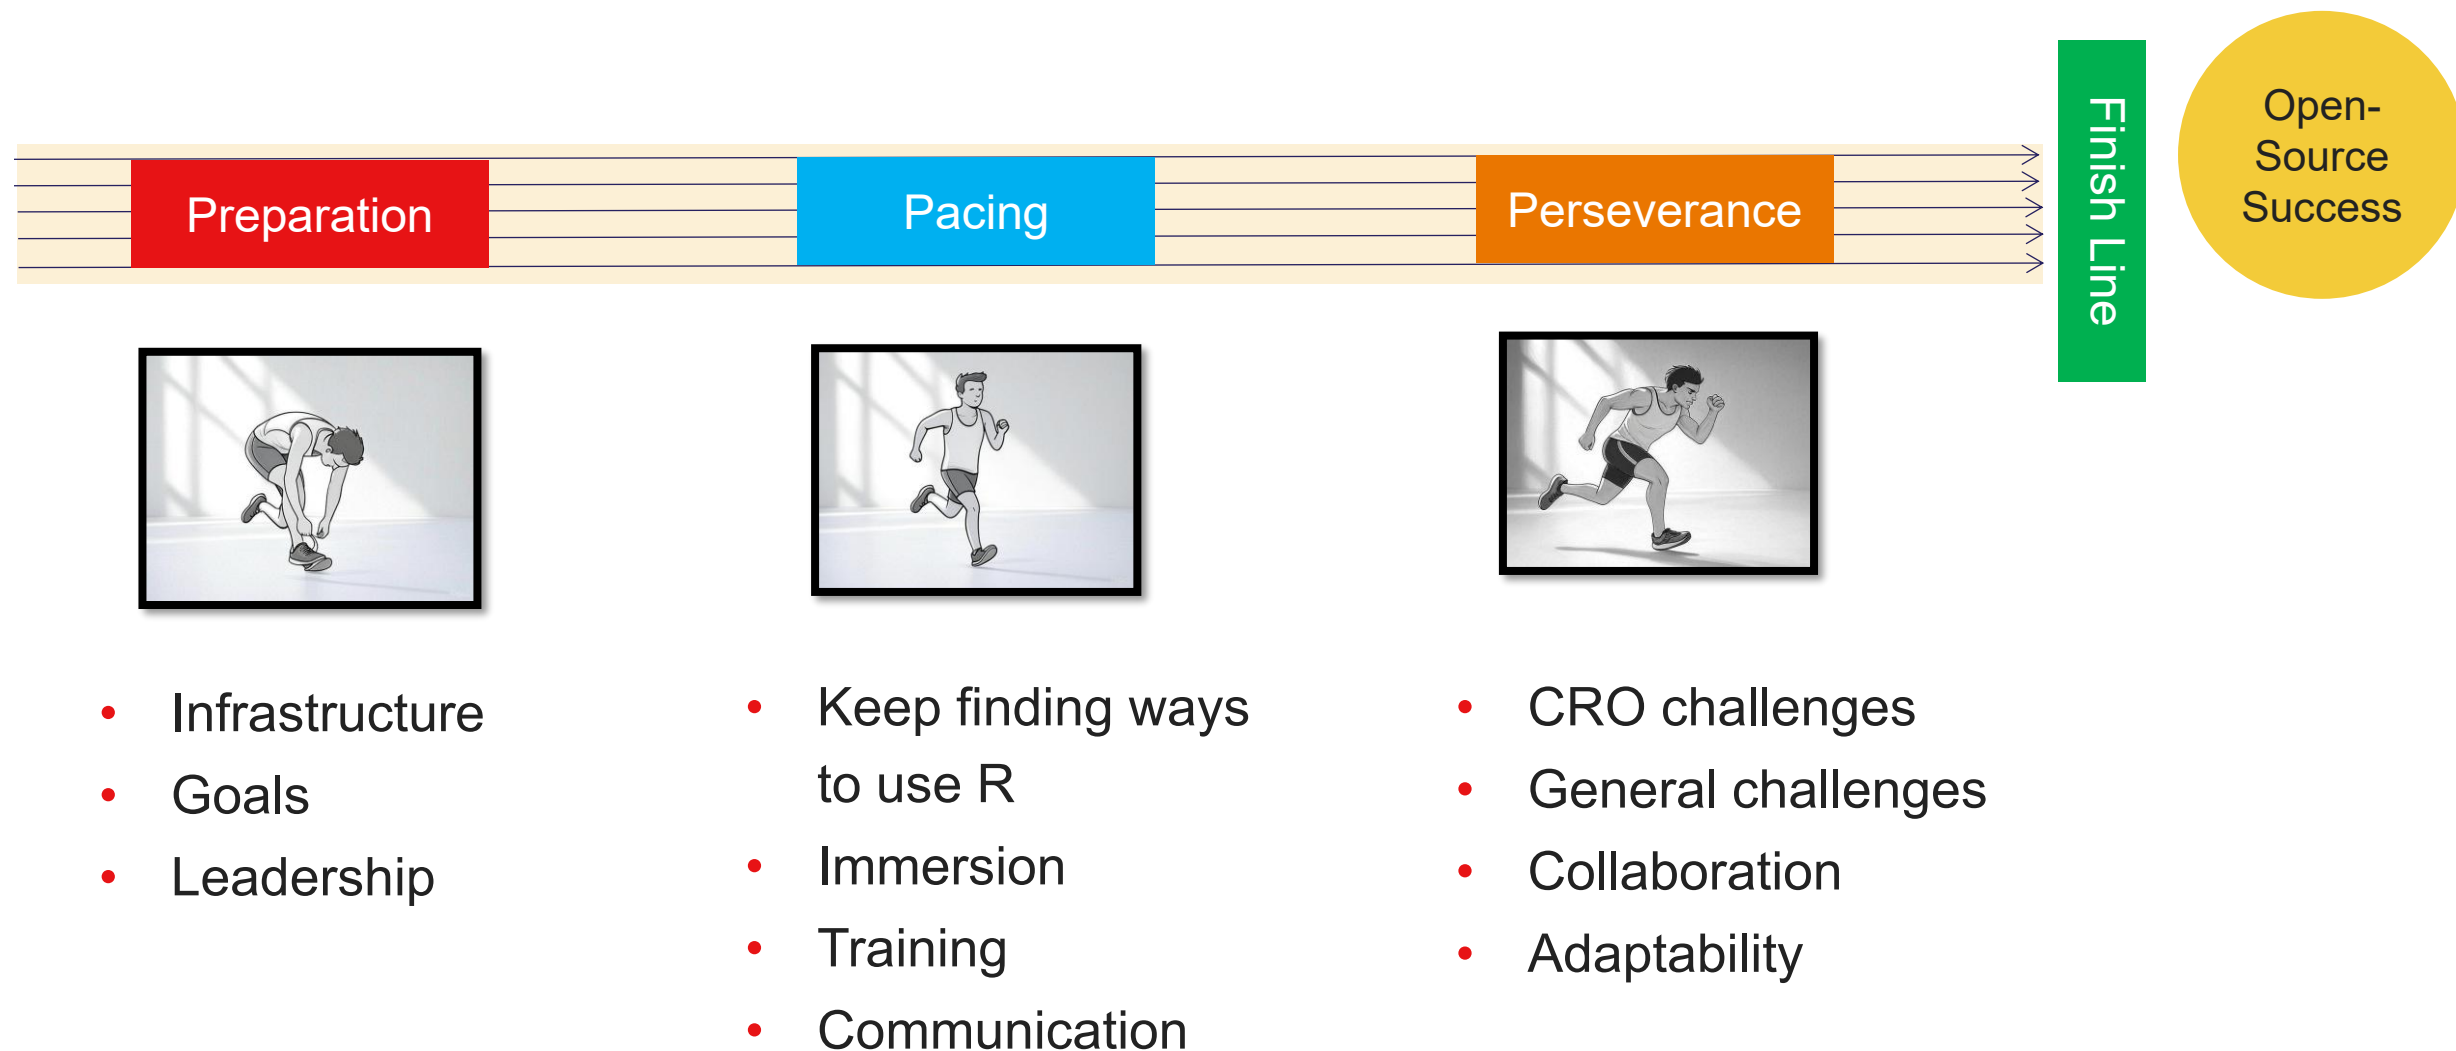 Preparation
Pacing
Perseverance
Finish Line
Open-
Source
Success
• Infrastructure
• Goals
• Leadership
• Keep finding ways
to use R
• Immersion
• Training
• Communication
• CRO challenges
• General challenges
• Collaboration
• Adaptability